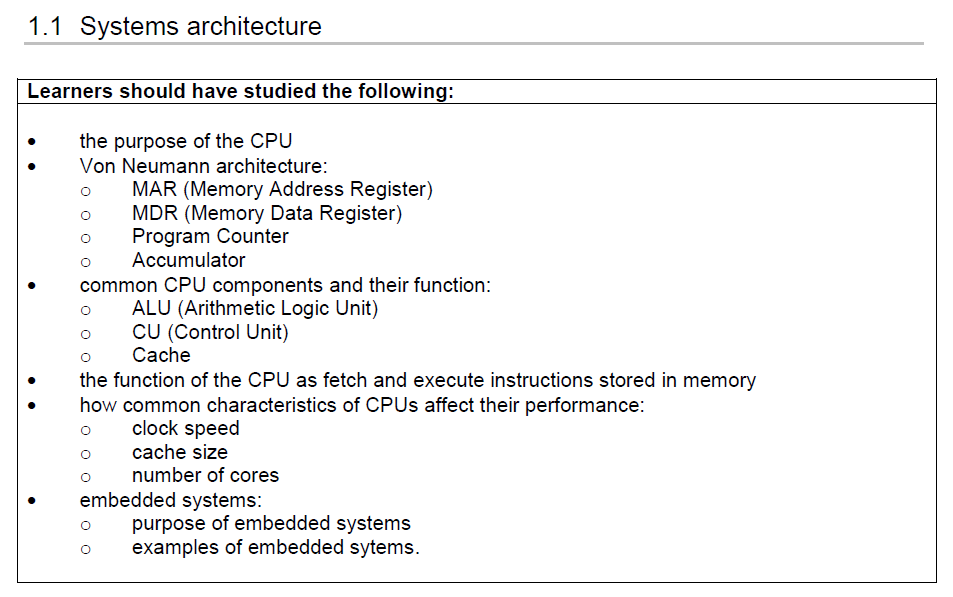 1.1 Systems architecture
Learners should have studied the following:
• the purpose of the CPU
• Von Neumann architecture:
o MAR (Memory Address Register)
o MDR (Memory Data Register)
o Program Counter
o Accumulator
• common CPU components and their function:
o ALU (Arithmetic Logic Unit)
o CU (Control Unit)
o Cache
• the function of the CPU as fetch and execute instructions stored in memory
• how common characteristics of CPUs affect their performance:
o clock speed
o cache size
o number of cores
• embedded systems:
o purpose of embedded systems
o examples of embedded sytems.